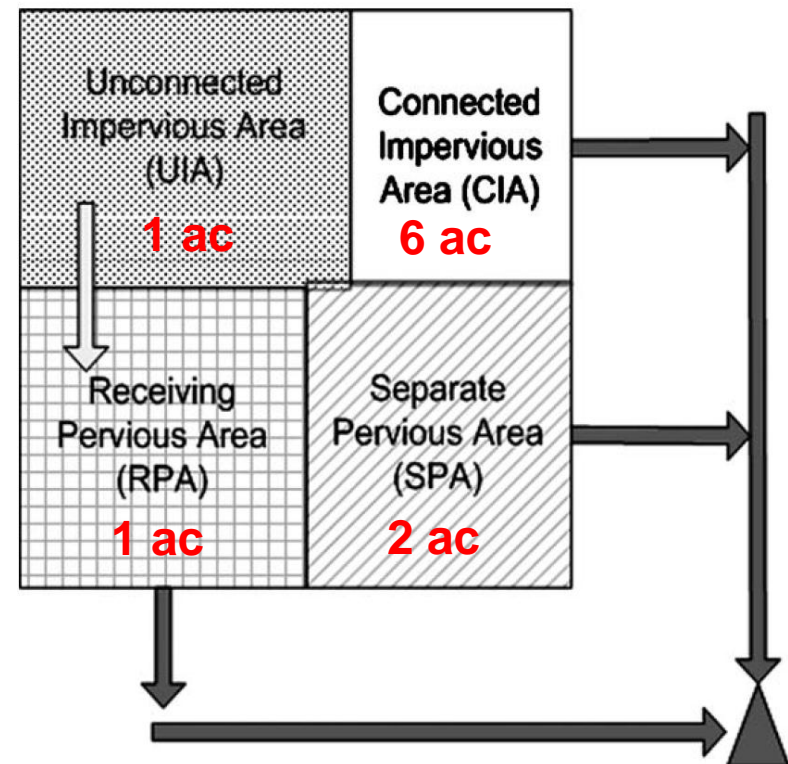 Unconnected
Impervious Area
(UIA)
1 ac
Connected
Impervious
Area (CIA)
6 ac
Receiving
Pervious Area
(RPA)
1 ac
Separate
Pervious Area
(SPA)
2 ac